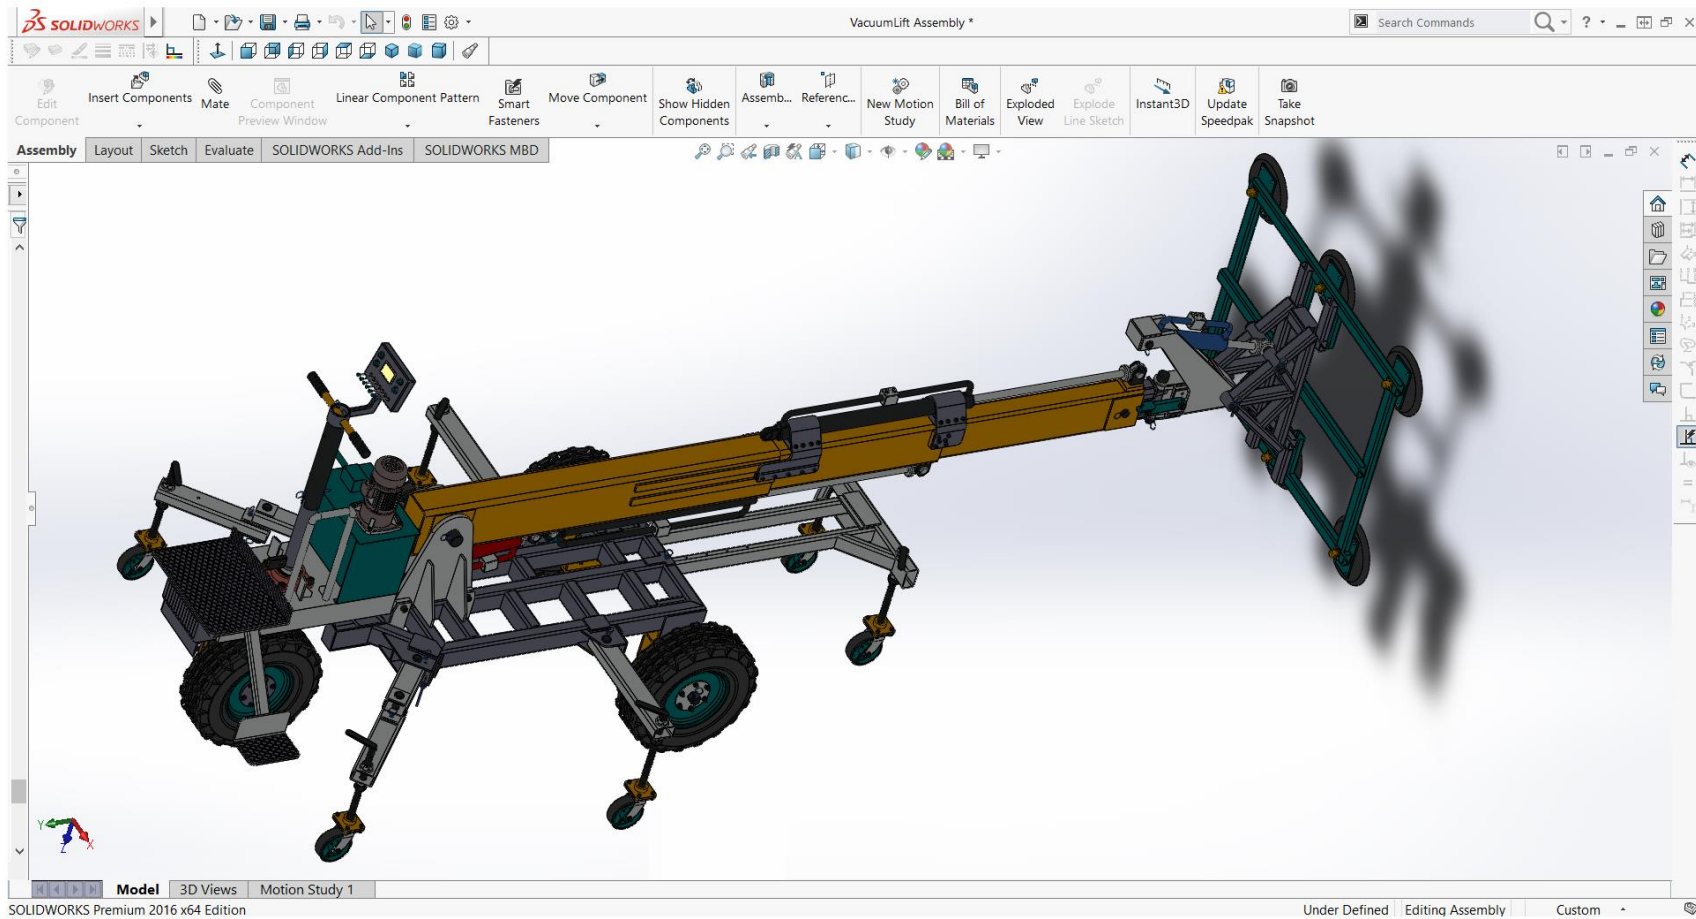 SOLIDWORKS
VacuumLift Assembly *
Search Commands
Edit Component
Insert Components
Mate
Component Preview Window
Linear Component Pattern
Smart Fasteners
Move Component
Show Hidden Components
Assemb...
Referenc...
New Motion Study
Bill of Materials
Exploded View
Explode Line Sketch
Instant3D
Update Speedpak
Take Snapshot
Assembly
Layout
Sketch
Evaluate
SOLIDWORKS Add-Ins
SOLIDWORKS MBD
Y
Z
X
Model
3D Views
Motion Study 1
SOLIDWORKS Premium 2016 x64 Edition
Under Defined
Editing Assembly
Custom